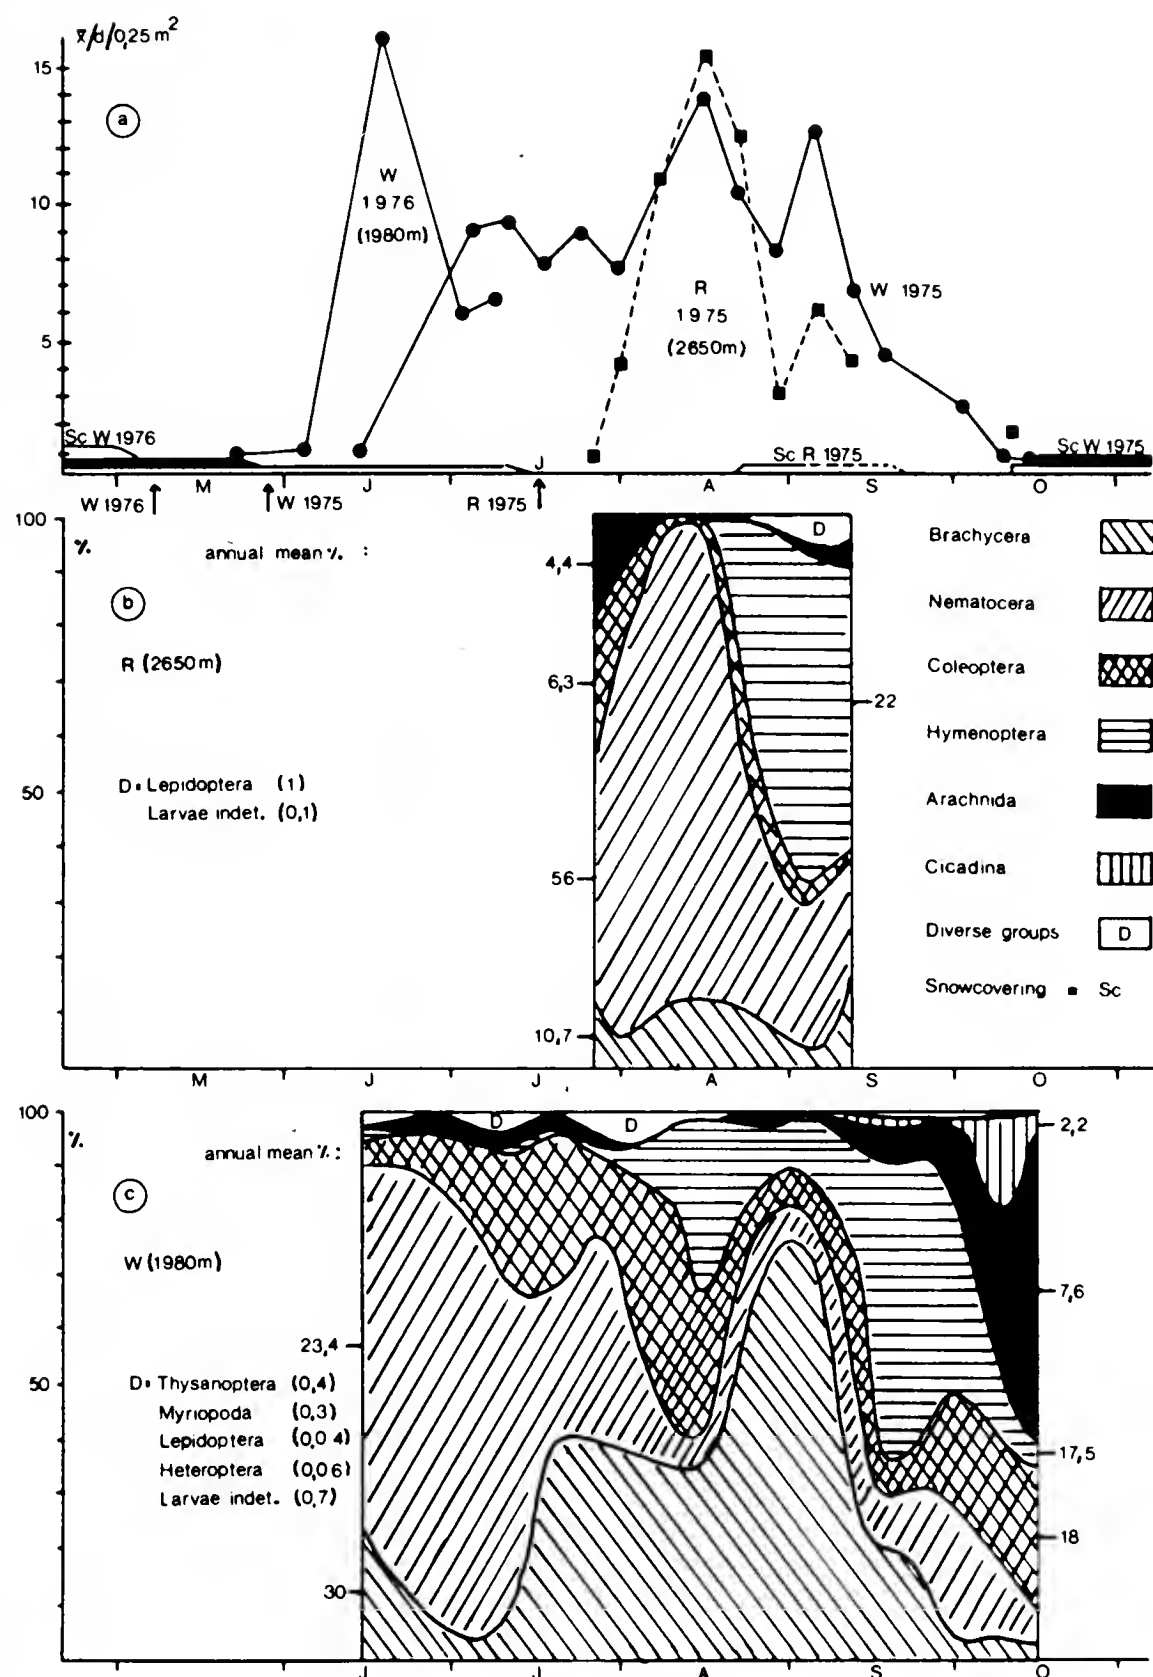 x̄/d/0,25 m²
15
a
W
1976
(1980m)
10
R
1975
(2650m)
W 1975
5
Sc W 1976
J
Sc R 1975
Sc W 1975
M J A S O
W 1976 W 1975 R 1975
100
%
annual mean % :
D
4,4
b
R (2650m)
6,3
22
D = Lepidoptera (1)
Larvae indet. (0,1)
50
56
10,7
Brachycera
Nematocera
Coleoptera
Hymenoptera
Arachnida
Cicadina
Diverse groups D
Snowcovering = Sc
M J J A S O
100
%
annual mean % :
D D
2,2
c
W (1980m)
7,6
23,4
50
D = Thysanoptera (0,4)
Myriopoda (0,3)
Lepidoptera (0,04)
Heteroptera (0,06)
Larvae indet. (0,7)
17,5
18
30
J J A S O